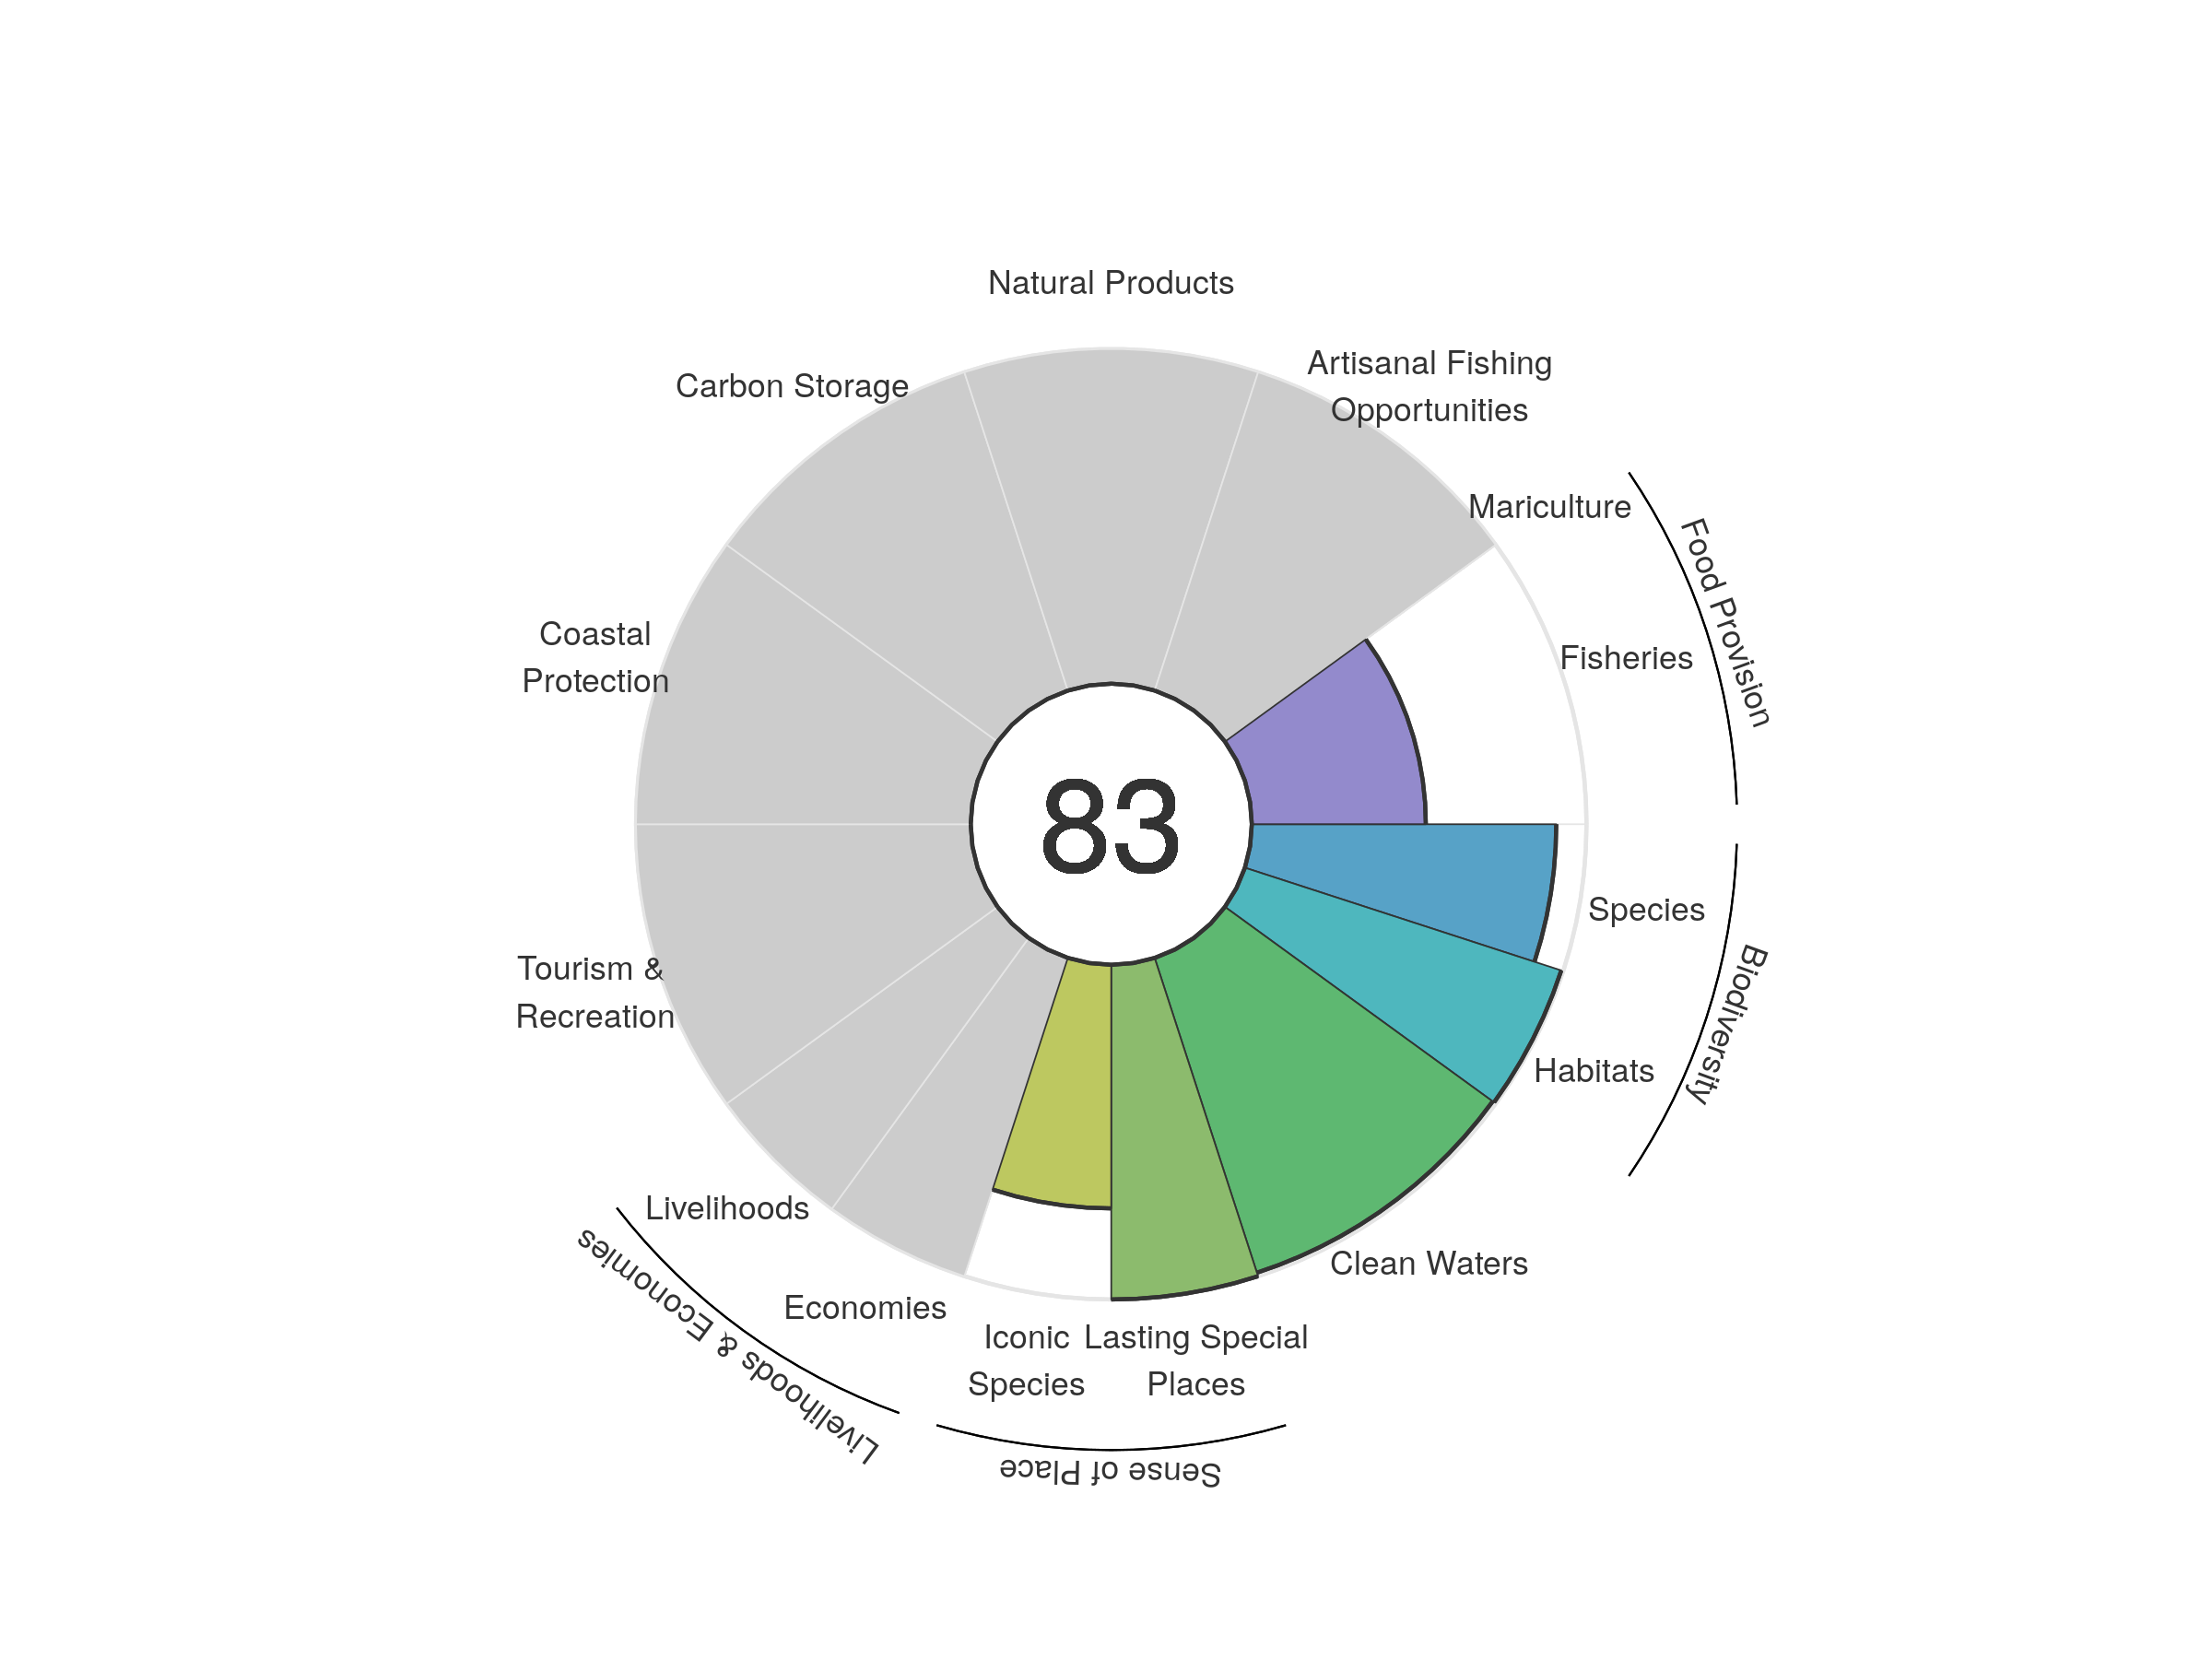 Natural Products
Artisanal Fishing
Opportunities
Carbon Storage
Mariculture
Food Provision
Fisheries
Coastal
Protection
83
Species
Biodiversity
Tourism &
Recreation
Habitats
Livelihoods
Clean Waters
Livelihoods & Economies
Economies
Iconic
Species
Lasting Special
Places
Sense of Place